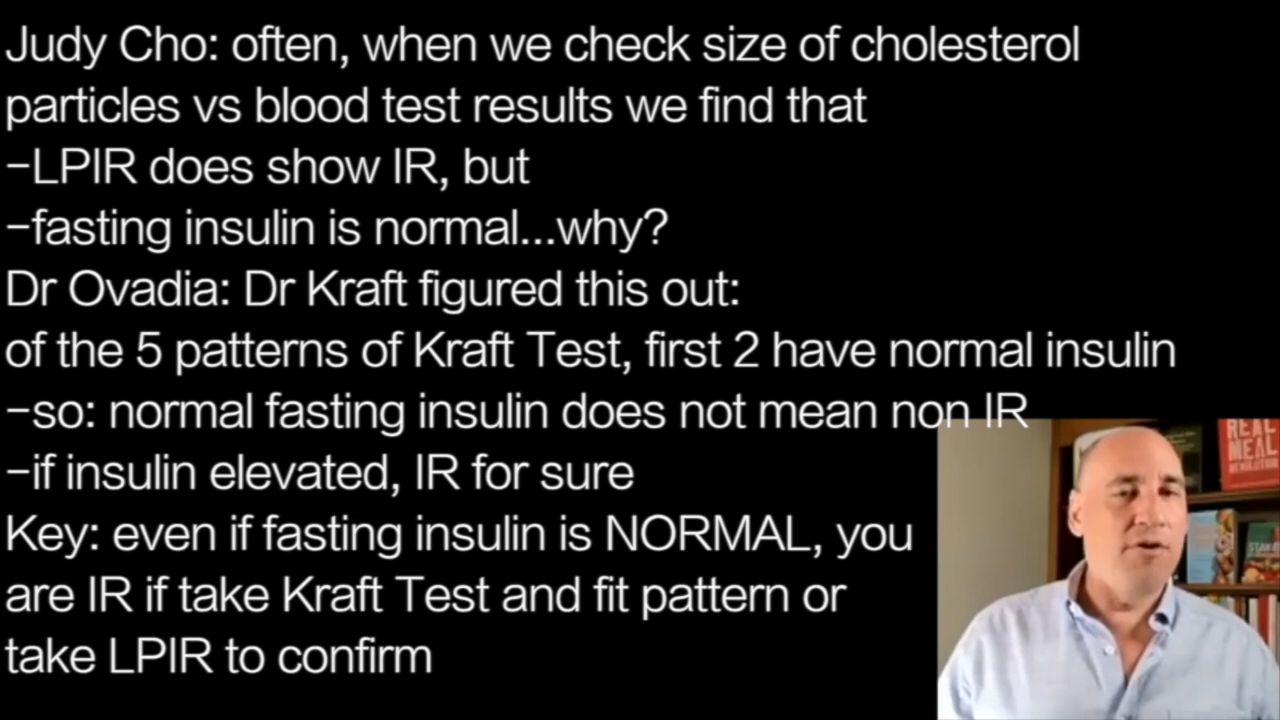 Judy Cho: often, when we check size of cholesterol
particles vs blood test results we find that
−LPIR does show IR, but
−fasting insulin is normal...why?
Dr Ovadia: Dr Kraft figured this out:
of the 5 patterns of Kraft Test, first 2 have normal insulin
−so: normal fasting insulin does not mean non IR
−if insulin elevated, IR for sure
Key: even if fasting insulin is NORMAL, you
are IR if take Kraft Test and fit pattern or
take LPIR to confirm
REAL
MEAL
REVOLUTION